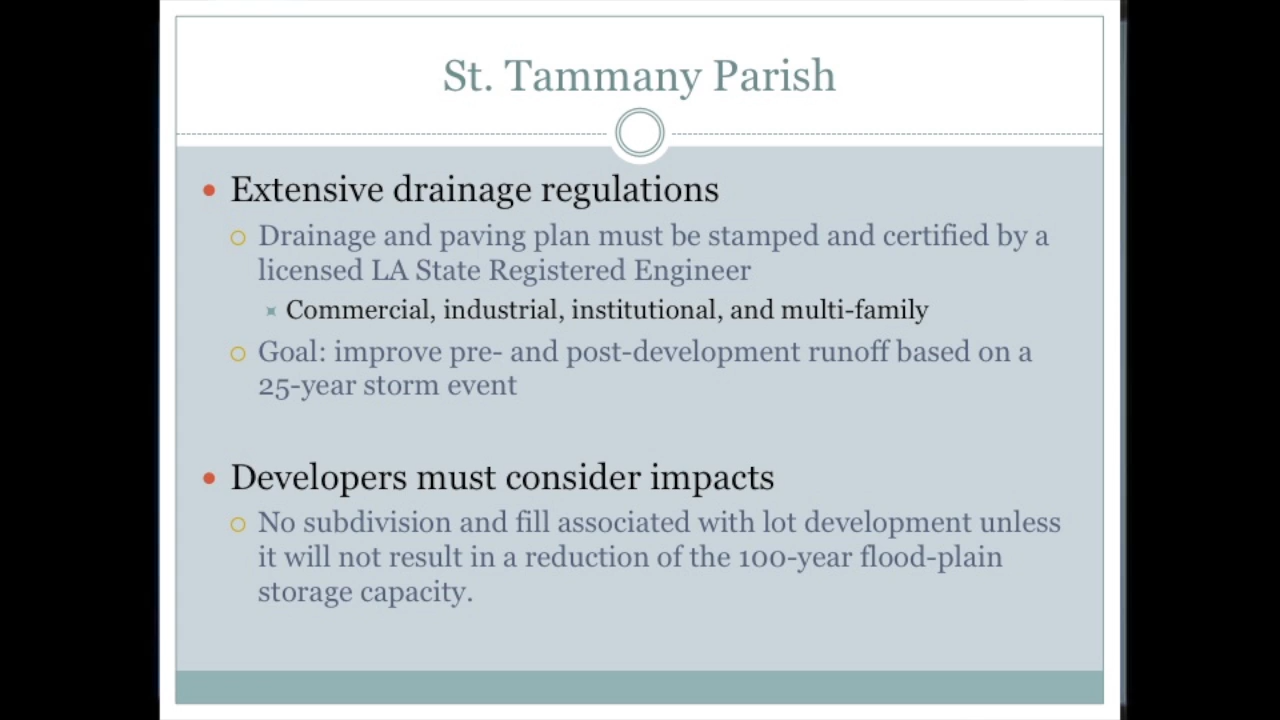 St. Tammany Parish
Extensive drainage regulations
Drainage and paving plan must be stamped and certified by a
licensed LA State Registered Engineer
Commercial, industrial, institutional, and multi-family
Goal: improve pre- and post-development runoff based on a
25-year storm event
Developers must consider impacts
No subdivision and fill associated with lot development unless
it will not result in a reduction of the 100-year flood-plain
storage capacity.